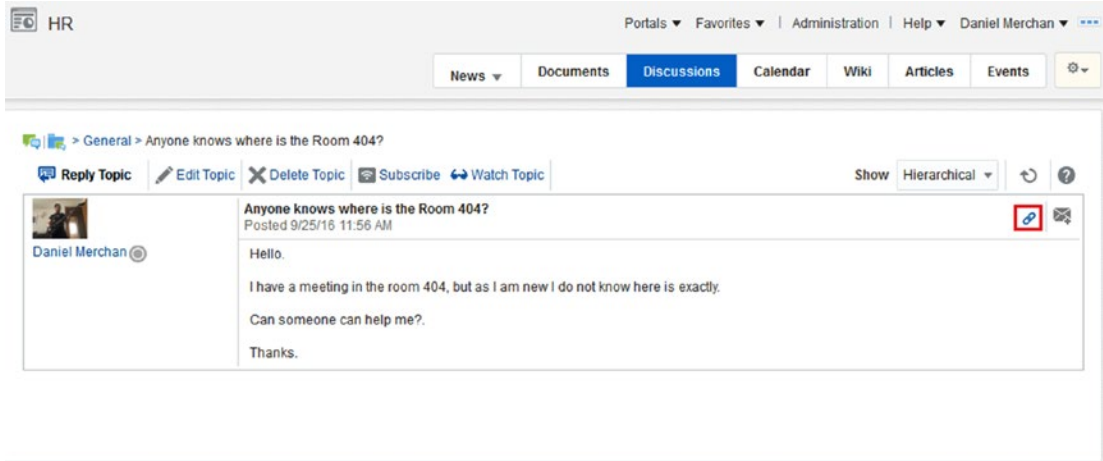 HR
Portals Favorites | Administration | Help Daniel Merchan
News Documents Discussions Calendar Wiki Articles Events
> General > Anyone knows where is the Room 404?
Reply Topic Edit Topic Delete Topic Subscribe Watch Topic Show Hierarchical
Anyone knows where is the Room 404?
Posted 9/25/16 11:56 AM
Daniel Merchan
Hello.
I have a meeting in the room 404, but as I am new I do not know here is exactly.
Can someone can help me?.
Thanks.